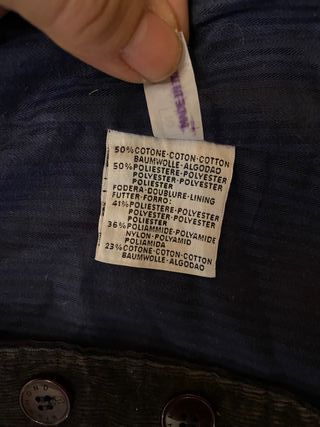 50% COTONE·COTON·COTTON
BAUMWOLLE·ALGODAO
50% POLIESTERE·POLYESTER
POLYESTER·POLYESTER
POLIESTER
FODERA·DOUBLURE·LINING
FUTTER·FORRO:
41% POLIESTERE·POLYESTER
POLYESTER·POLYESTER
POLIESTER
36% POLIAMMIDE·POLYAMIDE
NYLON·POLYAMID
POLIAMIDA
23% COTONE·COTON·COTTON
BAUMWOLLE·ALGODAO